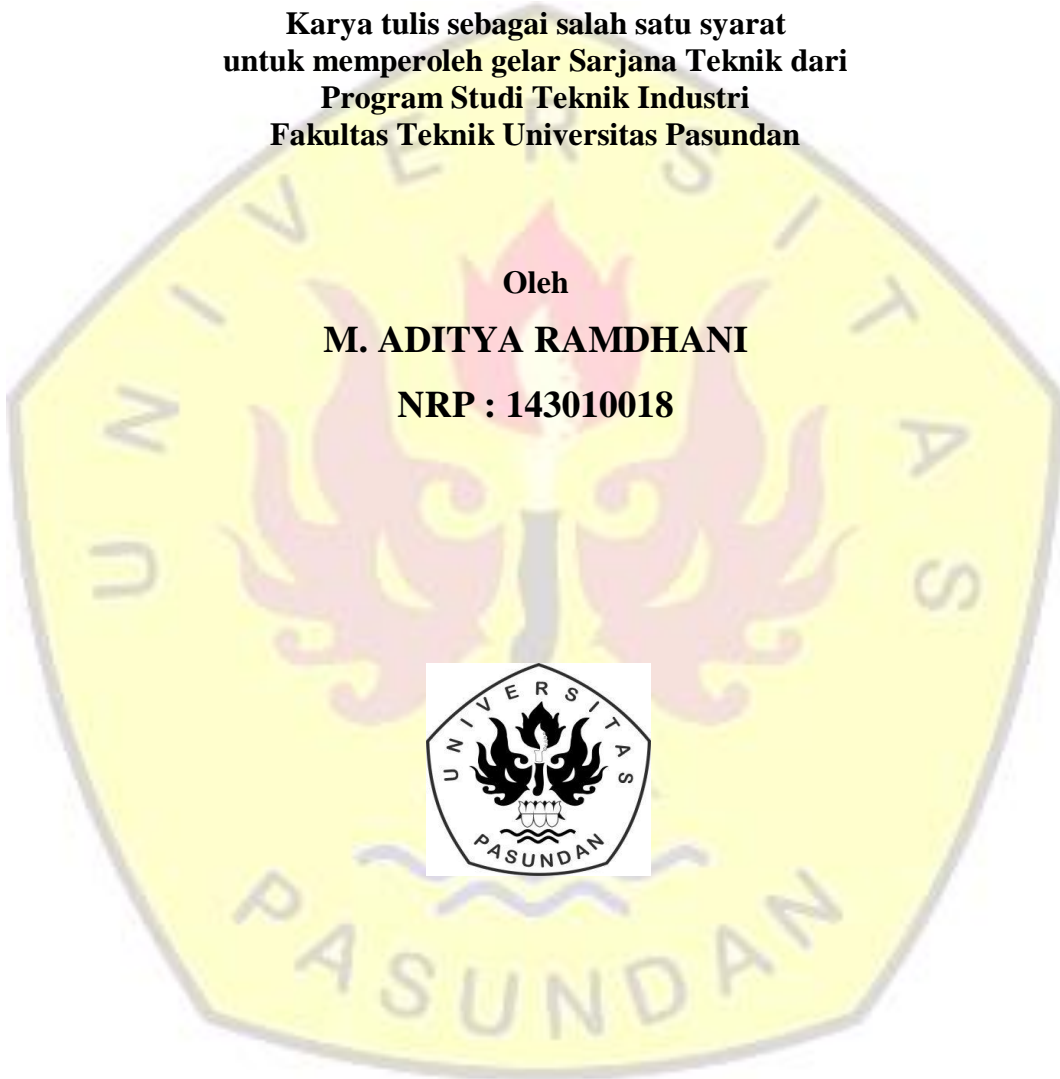 Karya tulis sebagai salah satu syarat
untuk memperoleh gelar Sarjana Teknik dari
Program Studi Teknik Industri
Fakultas Teknik Universitas Pasundan
Oleh
M. ADITYA RAMDHANI
NRP : 143010018
UNIVERSITAS
PASUNDAN
UNIVERSITAS
PASUNDAN